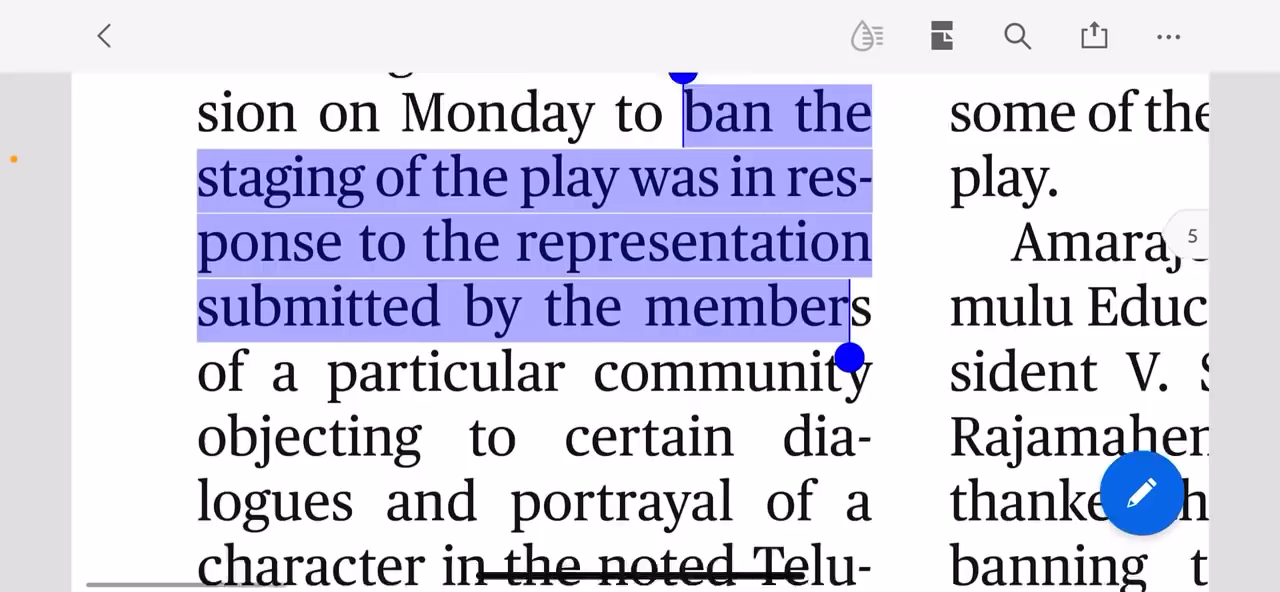 sion on Monday to ban the
staging of the play was in res-
ponse to the representation
submitted by the members
of a particular community
objecting to certain dia-
logues and portrayal of a
character in the noted Telu-
some of the
play.
mulu Educ
sident V.
Rajamahen
banning
5